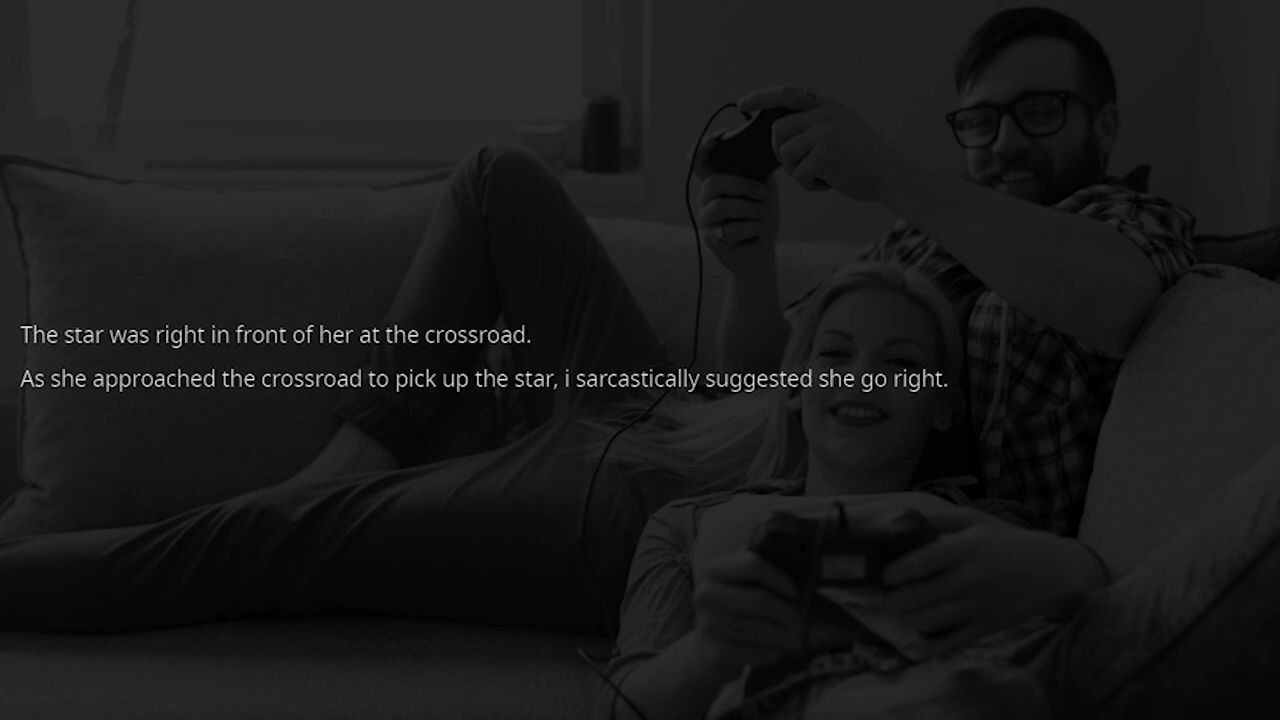 The star was right in front of her at the crossroad.
As she approached the crossroad to pick up the star, i sarcastically suggested she go right.